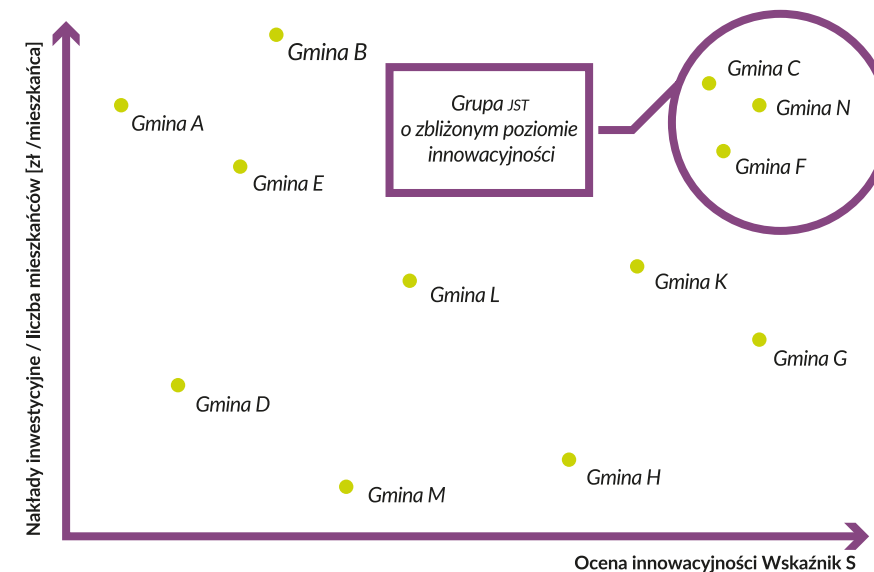 Nakłady inwestycyjne / liczba mieszkańców [zł /mieszkańca]
Gmina B
Gmina A
Gmina E
Grupa JST
o zbliżonym poziomie
innowacyjności
Gmina C
Gmina N
Gmina F
Gmina L
Gmina K
Gmina G
Gmina D
Gmina H
Gmina M
Ocena innowacyjności Wskaźnik S